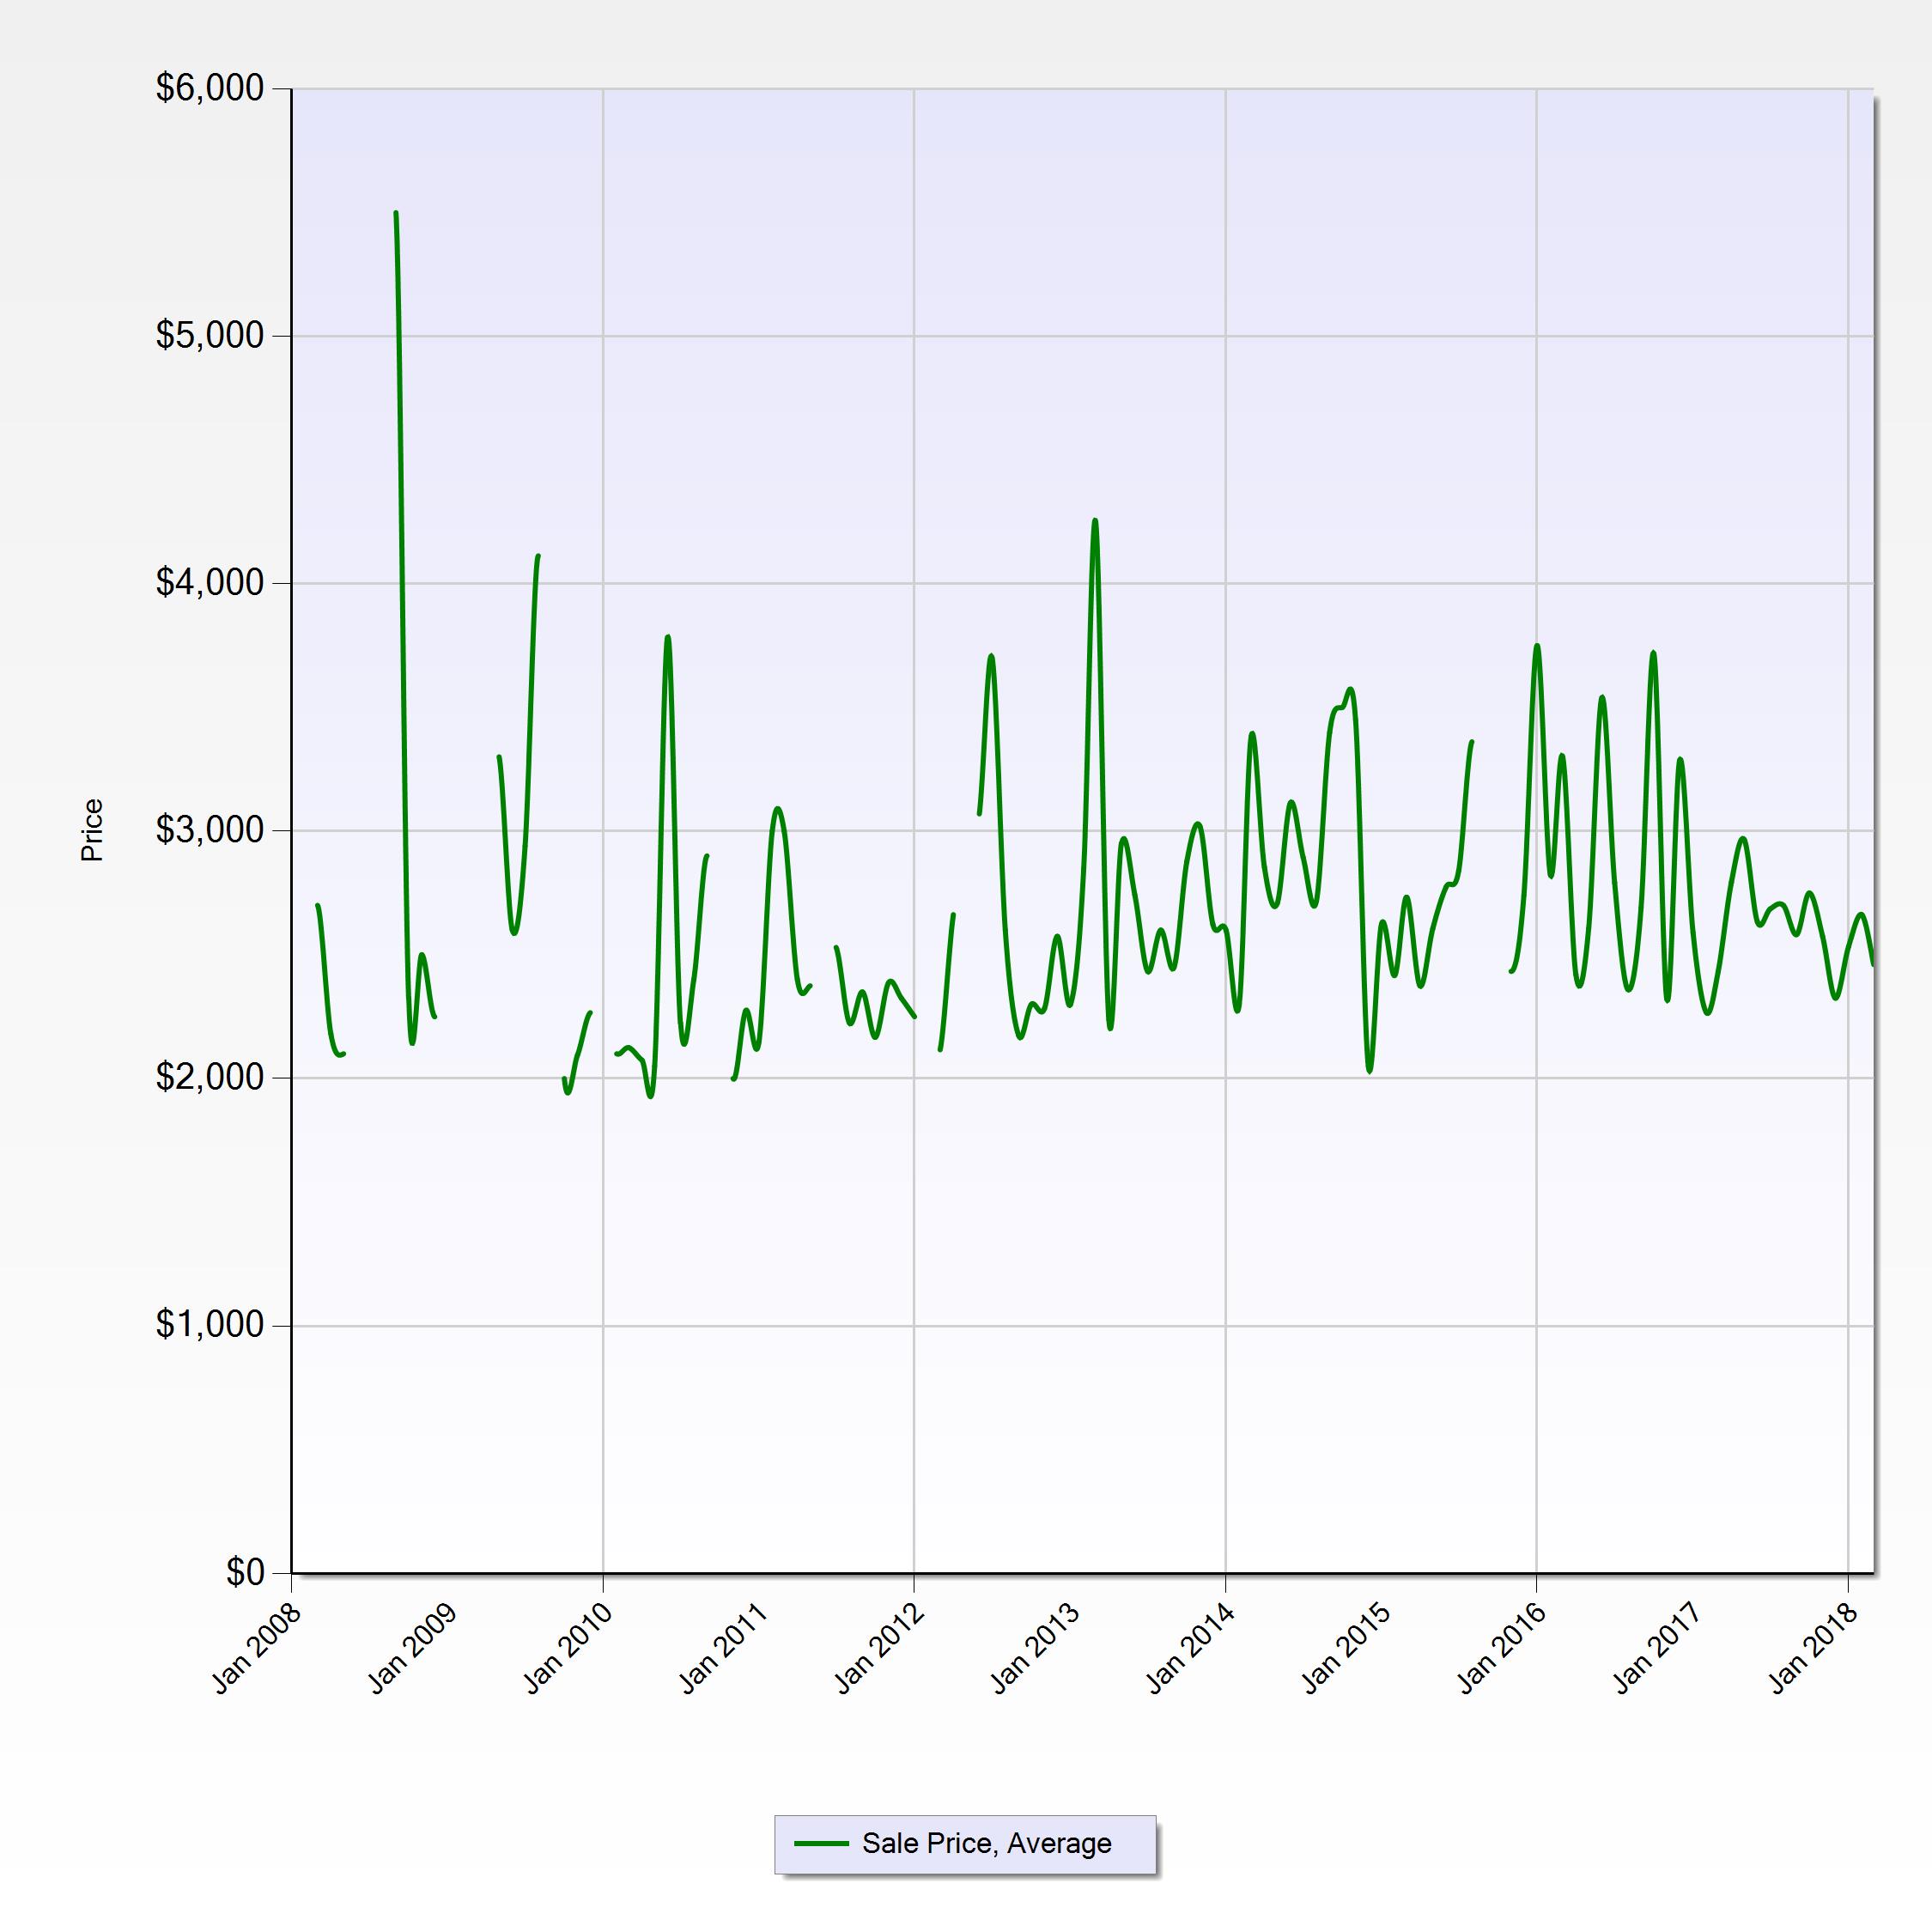 $6,000
$5,000
$4,000
$3,000
$2,000
$1,000
$0
Price
Jan 2008
Jan 2009
Jan 2010
Jan 2011
Jan 2012
Jan 2013
Jan 2014
Jan 2015
Jan 2016
Jan 2017
Jan 2018
Sale Price, Average